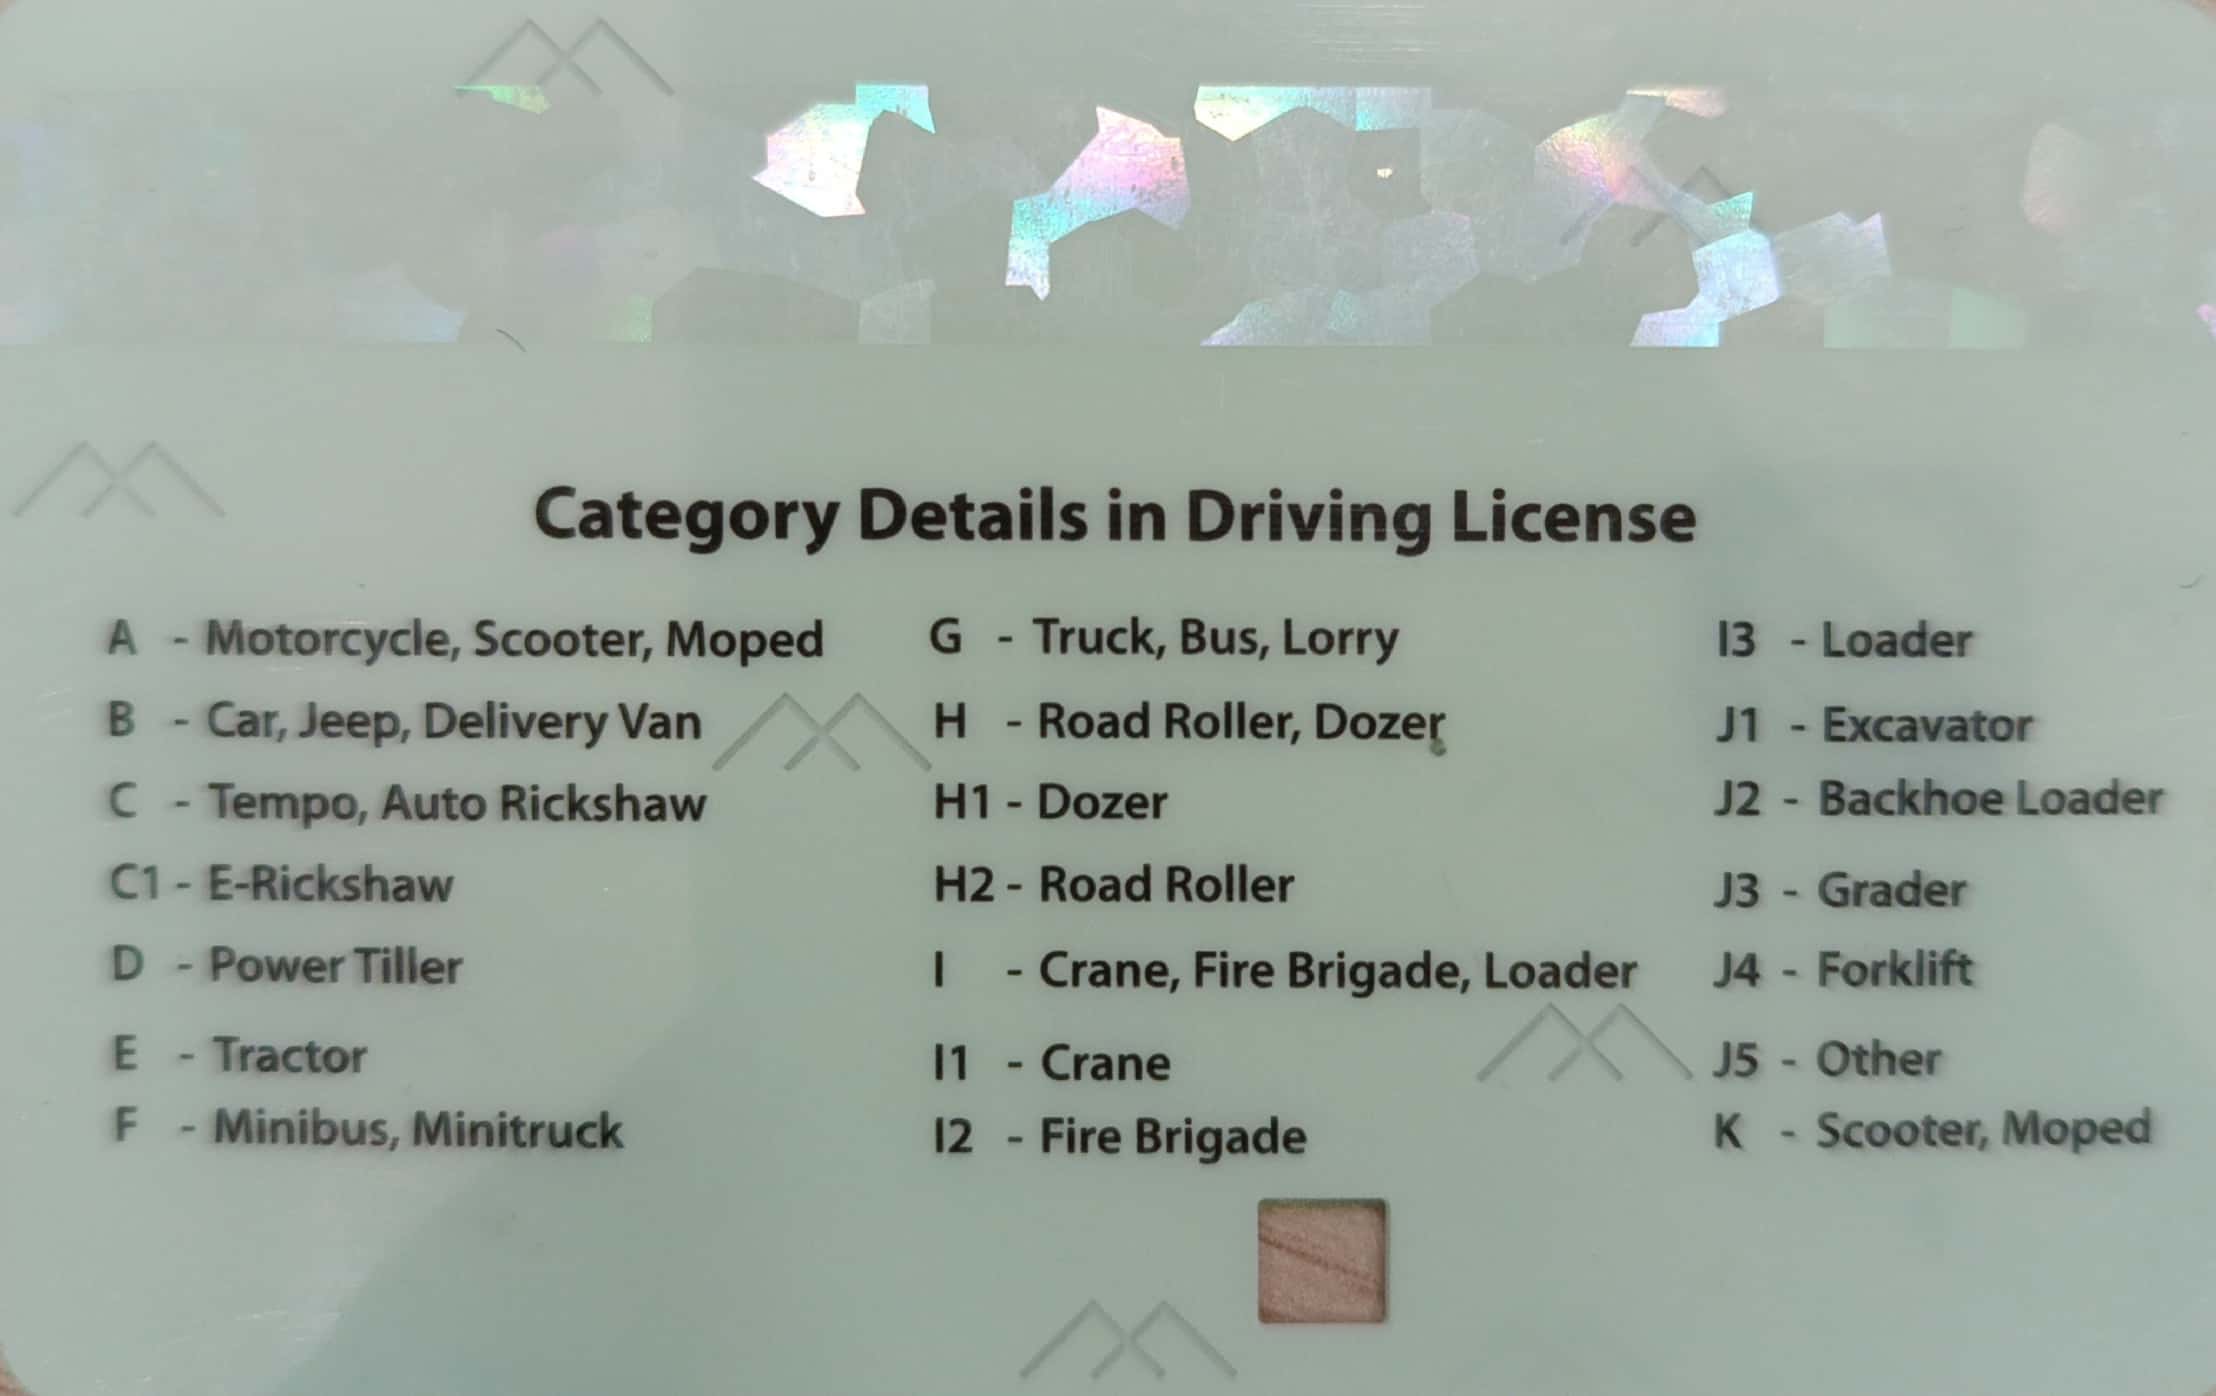 Category Details in Driving License
A - Motorcycle, Scooter, Moped
B - Car, Jeep, Delivery Van
C - Tempo, Auto Rickshaw
C1 - E-Rickshaw
D - Power Tiller
E - Tractor
F - Minibus, Minitruck
G - Truck, Bus, Lorry
H - Road Roller, Dozer
H1 - Dozer
H2 - Road Roller
I - Crane, Fire Brigade, Loader
I1 - Crane
I2 - Fire Brigade
I3 - Loader
J1 - Excavator
J2 - Backhoe Loader
J3 - Grader
J4 - Forklift
J5 - Other
K - Scooter, Moped